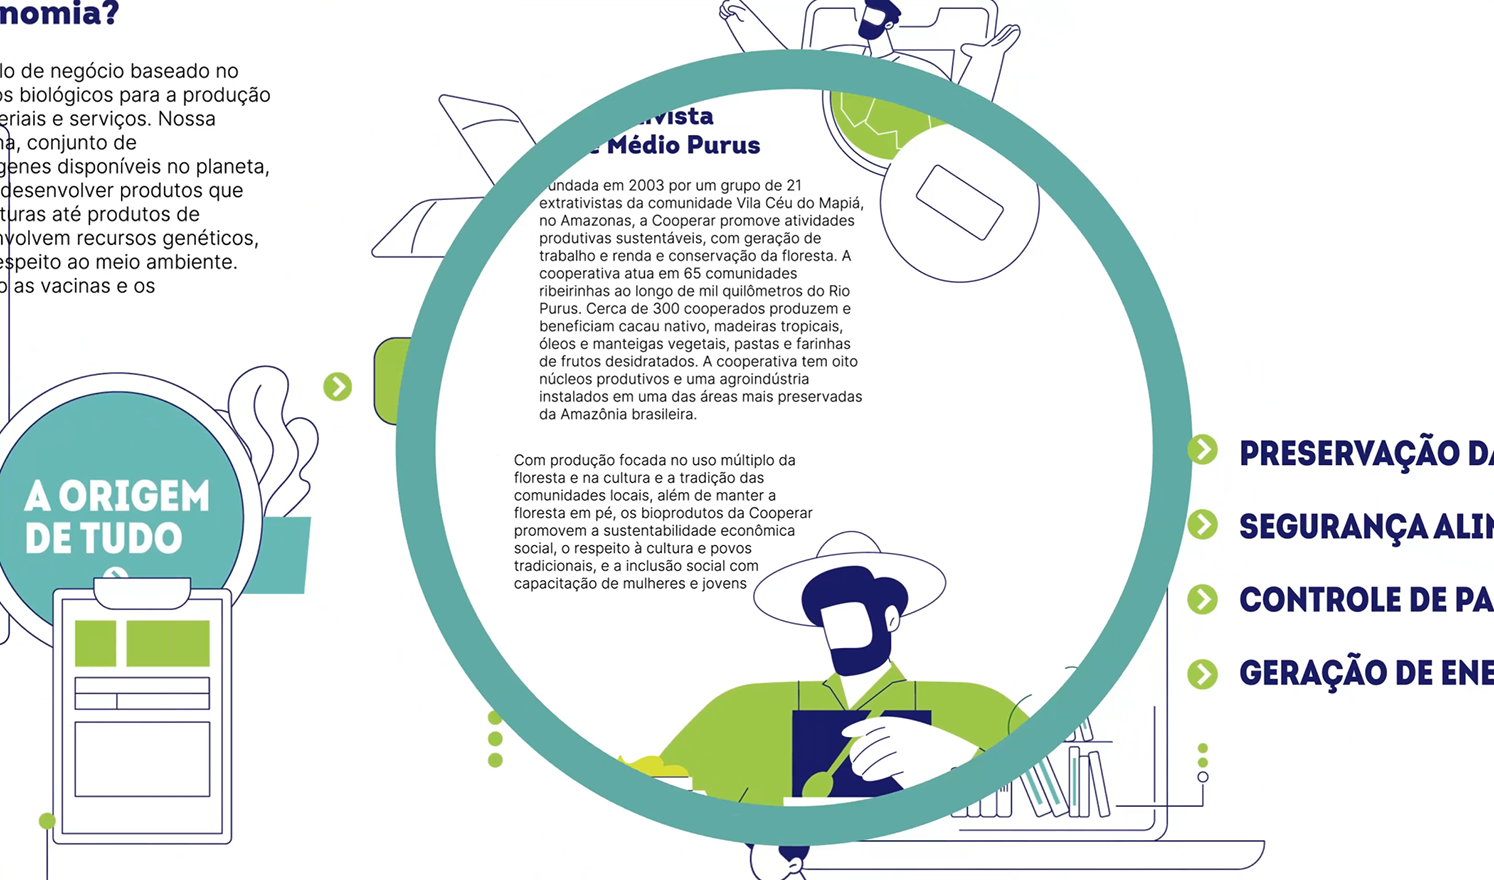 nomia?
lo de negócio baseado no
os biológicos para a produção
eriais e serviços. Nossa
na, conjunto de
genes disponíveis no planeta,
desenvolver produtos que
turas até produtos de
nvolvem recursos genéticos,
espeito ao meio ambiente.
o as vacinas e os
A ORIGEM
DE TUDO
ivista
e Médio Purus
undada em 2003 por um grupo de 21
extrativistas da comunidade Vila Céu do Mapiá,
no Amazonas, a Cooperar promove atividades
produtivas sustentáveis, com geração de
trabalho e renda e conservação da floresta. A
cooperativa atua em 65 comunidades
ribeirinhas ao longo de mil quilômetros do Rio
Purus. Cerca de 300 cooperados produzem e
beneficiam cacau nativo, madeiras tropicais,
óleos e manteigas vegetais, pastas e farinhas
de frutos desidratados. A cooperativa tem oito
núcleos produtivos e uma agroindústria
instalados em uma das áreas mais preservadas
da Amazônia brasileira.
Com produção focada no uso múltiplo da
floresta e na cultura e a tradição das
comunidades locais, além de manter a
floresta em pé, os bioprodutos da Cooperar
promovem a sustentabilidade econômica
social, o respeito à cultura e povos
tradicionais, e a inclusão social com
capacitação de mulheres e jovens
PRESERVAÇÃO DA
SEGURANÇA ALIN
CONTROLE DE PA
GERAÇÃO DE ENE